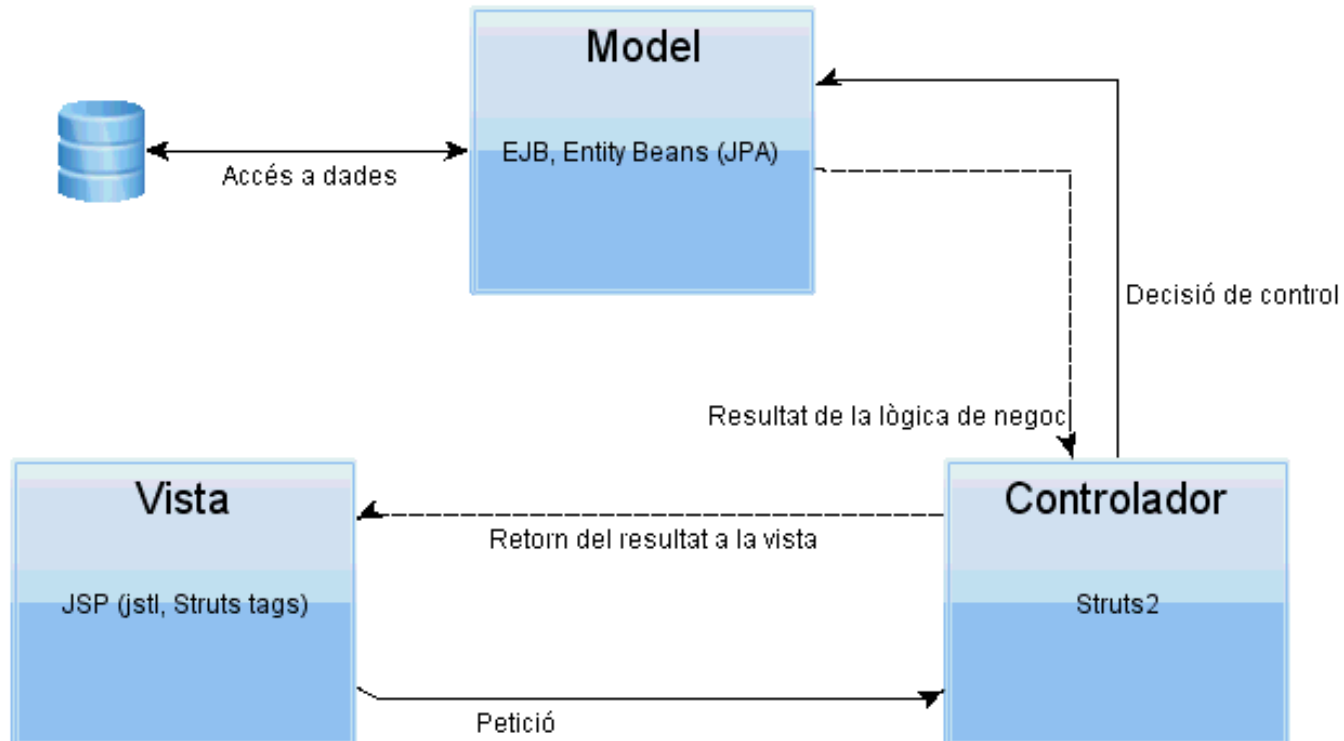 Model
EJB, Entity Beans (JPA)
Accés a dades
Decisió de control
Resultat de la lògica de negoc
Vista
JSP (jstl, Struts tags)
Retorn del resultat a la vista
Controlador
Struts2
Petició